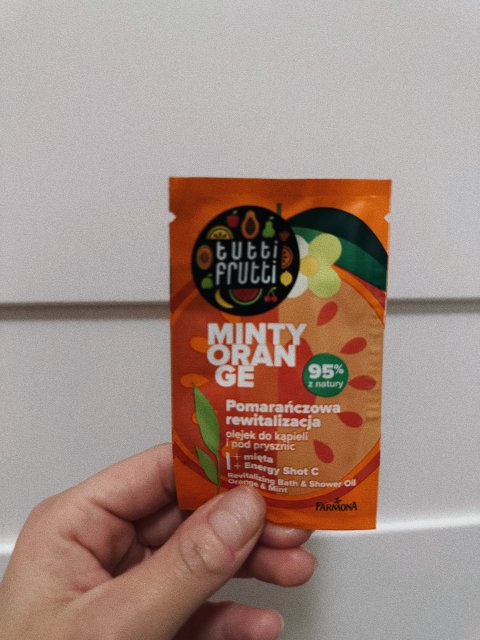 tutti
frutti
MINTY
ORAN
GE
95%
z natury
Pomarańczowa
rewitalizacja
olejek do kąpieli
i pod prysznic
+ mięta
+ Energy Shot C
Revitalizing Bath & Shower Oil
Orange & Mint
FARMONA